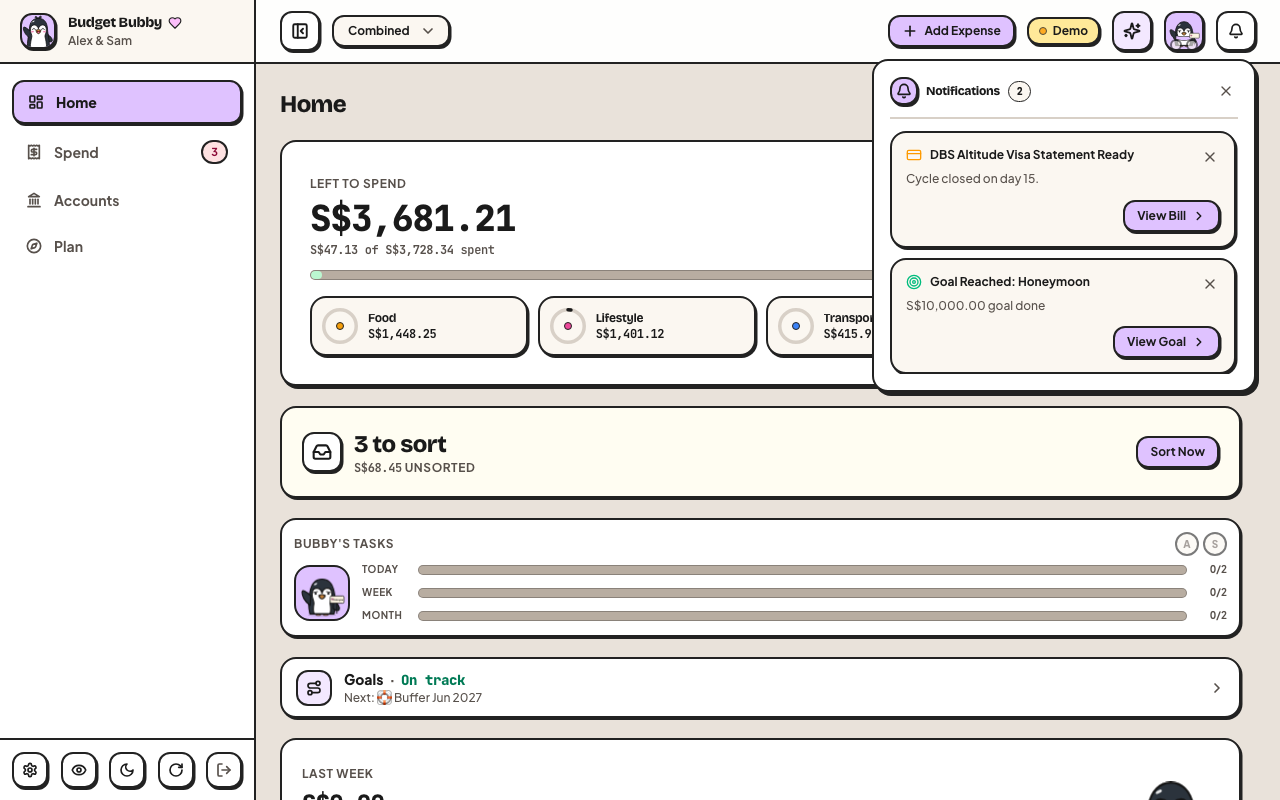 Budget Bubby
Alex & Sam
Combined
Add Expense
Demo
Home
Spend
3
Accounts
Plan
Home
LEFT TO SPEND
S$3,681.21
S$47.13 of S$3,728.34 spent
Food
S$1,448.25
Lifestyle
S$1,401.12
Notifications
2
DBS Altitude Visa Statement Ready
Cycle closed on day 15.
View Bill
Goal Reached: Honeymoon
S$10,000.00 goal done
View Goal
3 to sort
S$68.45 UNSORTED
Sort Now
BUBBY'S TASKS
A
S
TODAY
0/2
WEEK
0/2
MONTH
0/2
Goals · On track
Next: Buffer Jun 2027
LAST WEEK